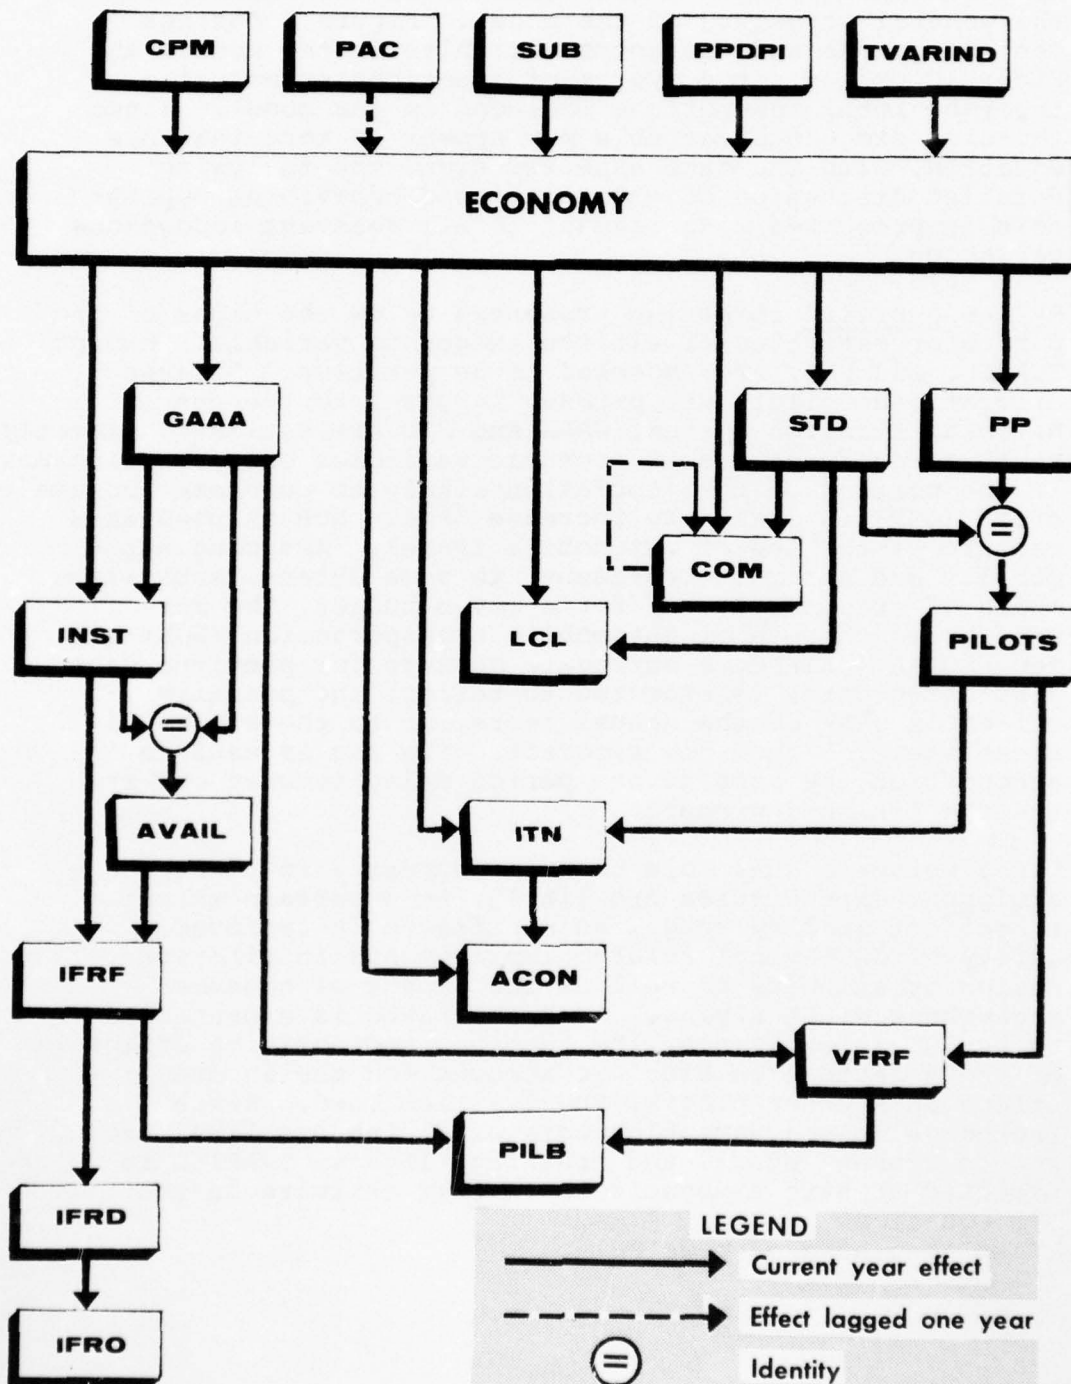 CPM PAC SUB PPDPI TVARIND
ECONOMY
GAAA STD PP
=
COM
INST LCL PILOTS
=
AVAIL ITN
IFRF ACON
VFRF
PILB
IFRD
LEGEND
Current year effect
Effect lagged one year
IFRO
= Identity